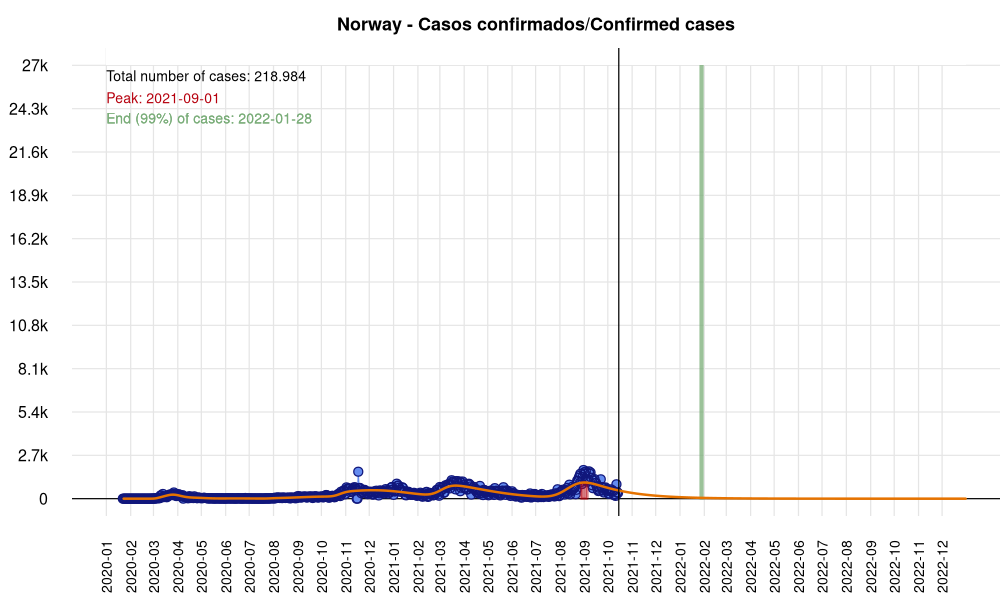 Norway - Casos confirmados/Confirmed cases
Total number of cases: 218.984
Peak: 2021-09-01
End (99%) of cases: 2022-01-28
27k
24.3k
21.6k
18.9k
16.2k
13.5k
10.8k
8.1k
5.4k
2.7k
0
2020-01
2020-02
2020-03
2020-04
2020-05
2020-06
2020-07
2020-08
2020-09
2020-10
2020-11
2020-12
2021-01
2021-02
2021-03
2021-04
2021-05
2021-06
2021-07
2021-08
2021-09
2021-10
2021-11
2021-12
2022-01
2022-02
2022-03
2022-04
2022-05
2022-06
2022-07
2022-08
2022-09
2022-10
2022-11
2022-12